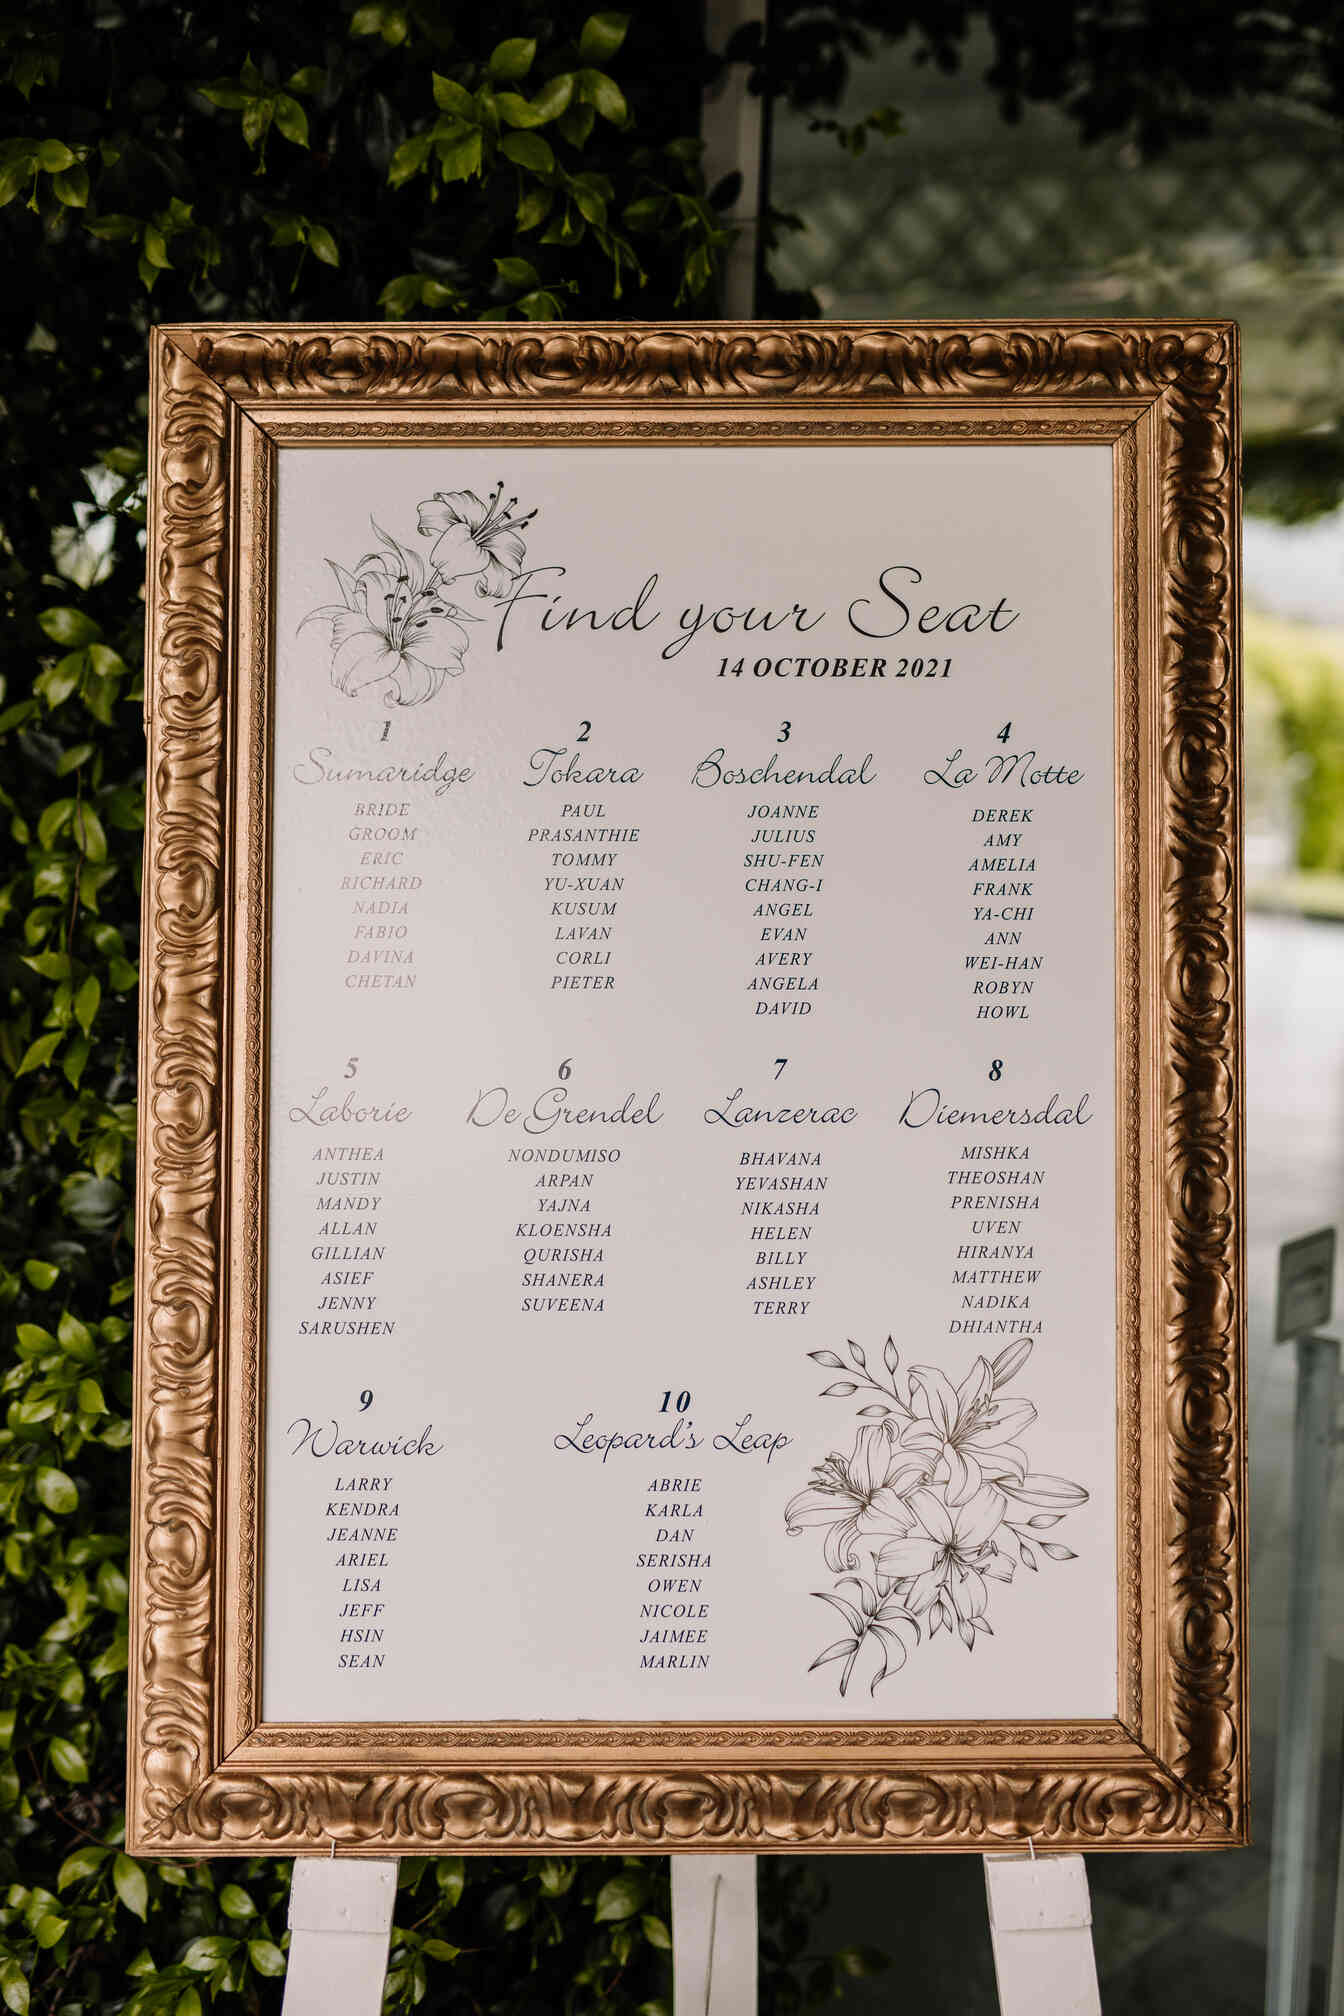 Find your Seat
14 OCTOBER 2021
1
Sumaridge
BRIDE
GROOM
ERIC
RICHARD
NADIA
FABIO
DAVINA
CHETAN
2
Tokara
PAUL
PRASANTHIE
TOMMY
YU-XUAN
KUSUM
LAVAN
CORLI
PIETER
3
Boschendal
JOANNE
JULIUS
SHU-FEN
CHANG-I
ANGEL
EVAN
AVERY
ANGELA
DAVID
4
La Motte
DEREK
AMY
AMELIA
FRANK
YA-CHI
ANN
WEI-HAN
ROBYN
HOWL
5
Laborie
ANTHEA
JUSTIN
MANDY
ALLAN
GILLIAN
ASIEF
JENNY
SARUSHEN
6
De Grendel
NONDUMISO
ARPAN
YAJNA
KLOENSHA
QURISHA
SHANERA
SUVEENA
7
Lanzerac
BHAVANA
YEVASHAN
NIKASHA
HELEN
BILLY
ASHLEY
TERRY
8
Diemersdal
MISHKA
THEOSHAN
PRENISHA
UVEN
HIRANYA
MATTHEW
NADIKA
DHIANTHA
9
Warwick
LARRY
KENDRA
JEANNE
ARIEL
LISA
JEFF
HSIN
SEAN
10
Leopard's Leap
ABRIE
KARLA
DAN
SERISHA
OWEN
NICOLE
JAIMEE
MARLIN